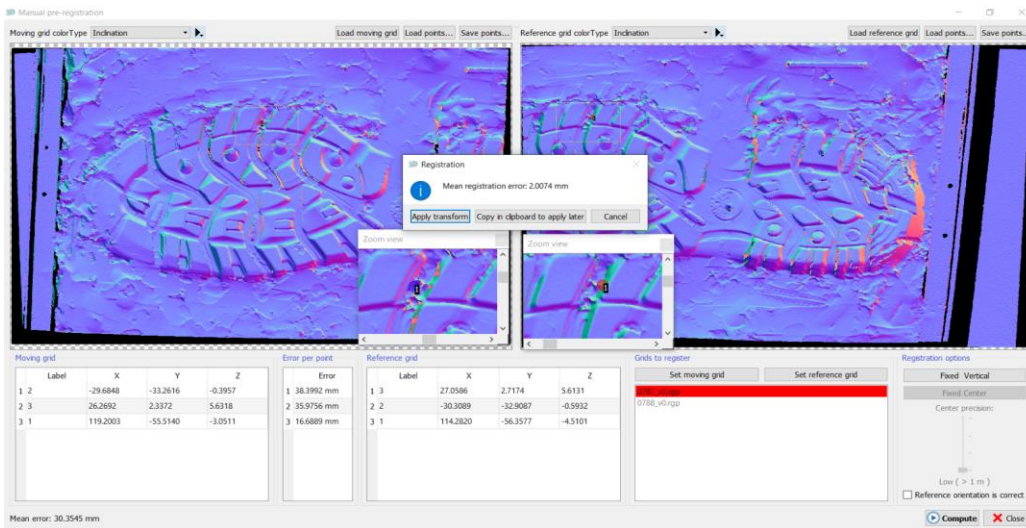 Manual pre-registration
Moving grid colorType Inclination Load moving grid Load points... Save points... Reference grid colorType Inclination Load reference grid Load points... Save points...
Registration
Mean registration error: 2.0074 mm
Apply transform Copy in clipboard to apply later Cancel
Zoom view Zoom view
Moving grid Error per point Reference grid Grids to register Registration options
Label X Y Z Error Label X Y Z Set moving grid Set reference grid Fixed Vertical
1 2 -29.6848 -33.2616 -0.3957 1 38.3992 mm 1 3 27.0586 2.7174 5.6131 0787_v0.rgp Fixed Center
2 3 26.2692 2.3372 5.6318 2 35.9756 mm 2 2 -30.3089 -32.9087 -0.5932 0788_v0.rgp Center precision:
3 1 119.2003 -55.5140 -3.0511 3 16.6889 mm 3 1 114.2820 -56.3577 -4.5101
Low ( > 1 m )
Reference orientation is correct
Mean error: 30.3545 mm Compute Close